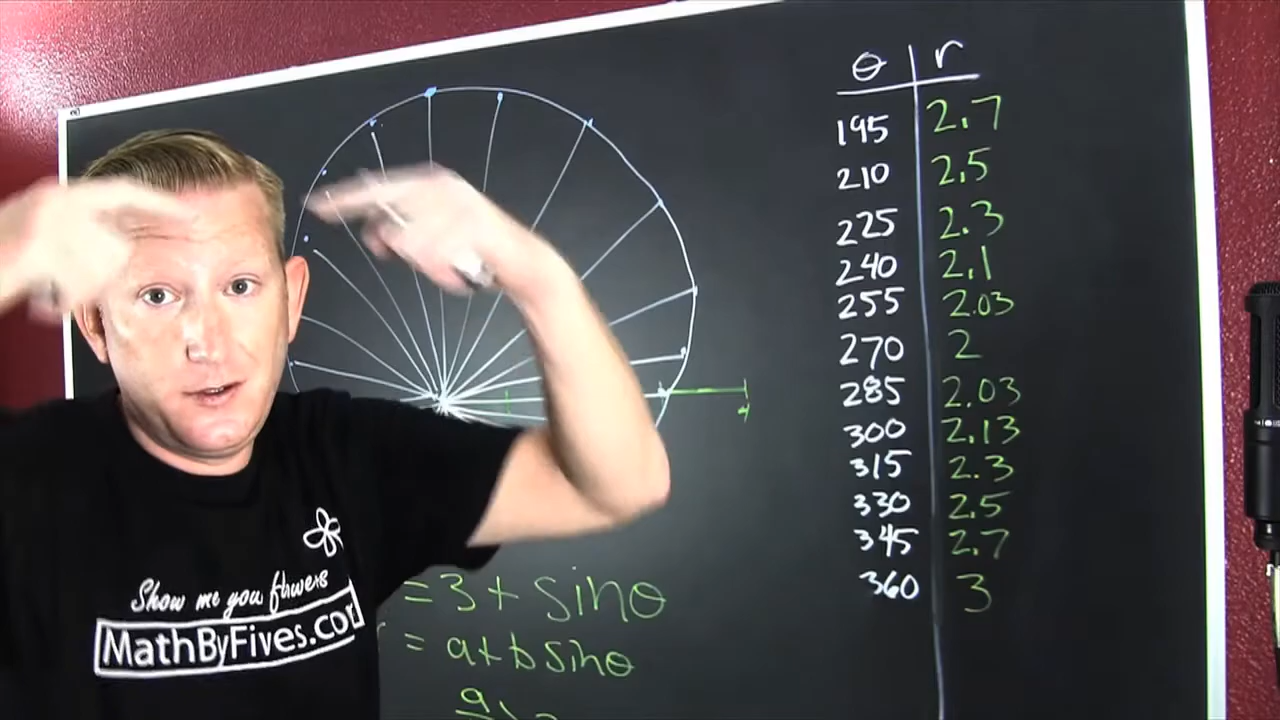 θ r
195 2.7
210 2.5
225 2.3
240 2.1
255 2.03
270 2
285 2.03
300 2.13
315 2.3
330 2.5
345 2.7
360 3
= 3 + sinθ
= a+b sinθ
a
Show me you flowers
MathByFives.com